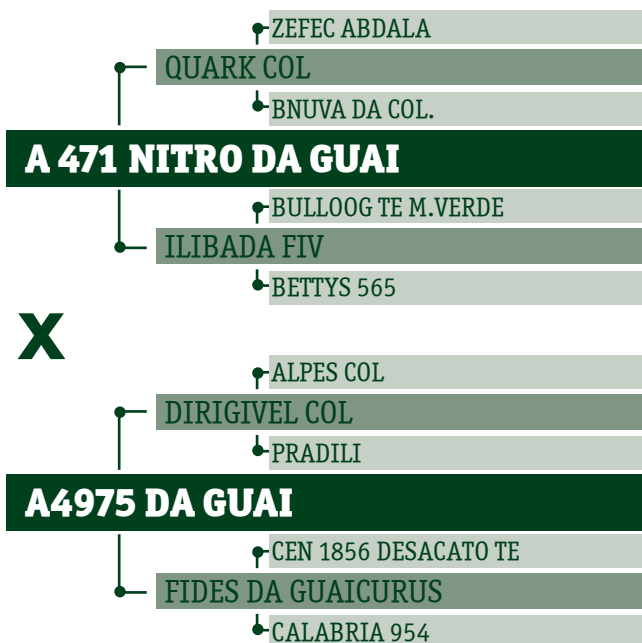 ZEFEC ABDALA
QUARK COL
BNUVA DA COL.
A 471 NITRO DA GUAI
BULLOOG TE M.VERDE
ILIBADA FIV
BETTYS 565
X
ALPES COL
DIRIGIVEL COL
PRADILI
A4975 DA GUAI
CEN 1856 DESACATO TE
FIDES DA GUAICURUS
CALABRIA 954